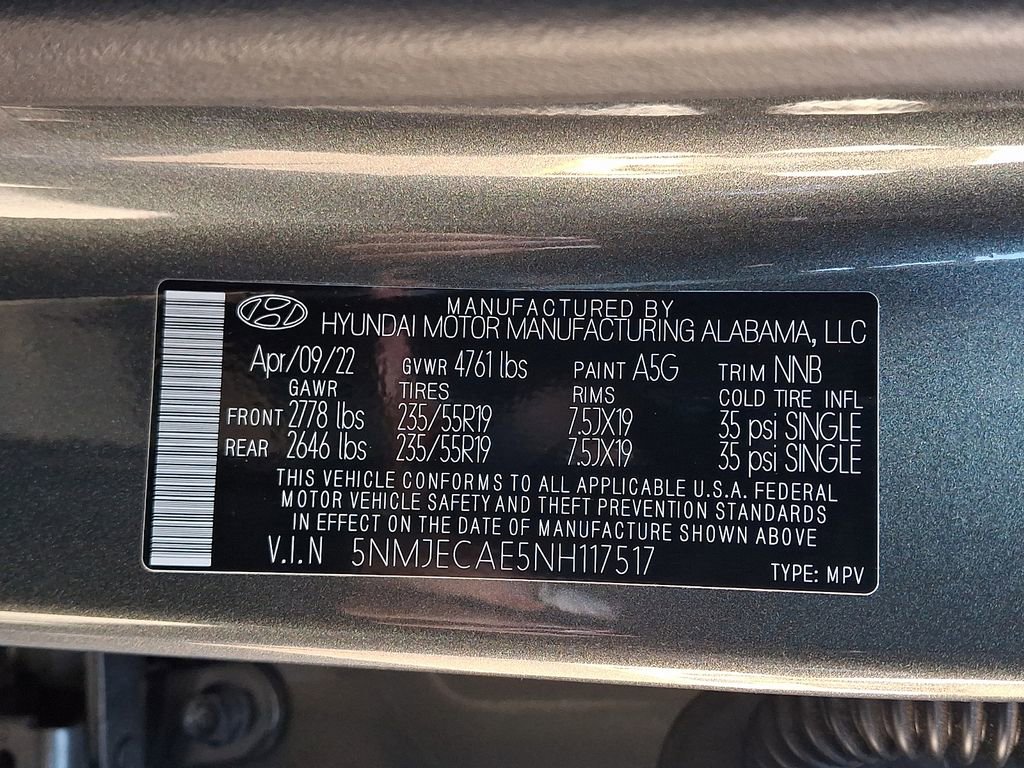 MANUFACTURED BY
HYUNDAI MOTOR MANUFACTURING ALABAMA, LLC
Apr/09/22 GVWR 4761 lbs PAINT A5G TRIM NNB
GAWR TIRES RIMS COLD TIRE INFL
FRONT 2778 lbs 235/55R19 7.5JX19 35 psi SINGLE
REAR 2646 lbs 235/55R19 7.5JX19 35 psi SINGLE
THIS VEHICLE CONFORMS TO ALL APPLICABLE U.S.A. FEDERAL
MOTOR VEHICLE SAFETY AND THEFT PREVENTION STANDARDS
IN EFFECT ON THE DATE OF MANUFACTURE SHOWN ABOVE
V.I.N 5NMJECAE5NH117517
TYPE: MPV